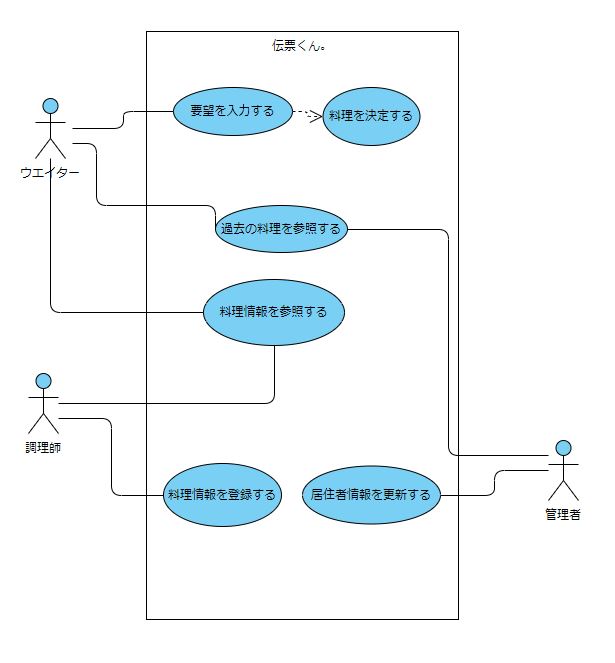 伝票くん。
要望を入力する
料理を決定する
ウエイター
過去の料理を参照する
料理情報を参照する
調理師
料理情報を登録する
居住者情報を更新する
管理者